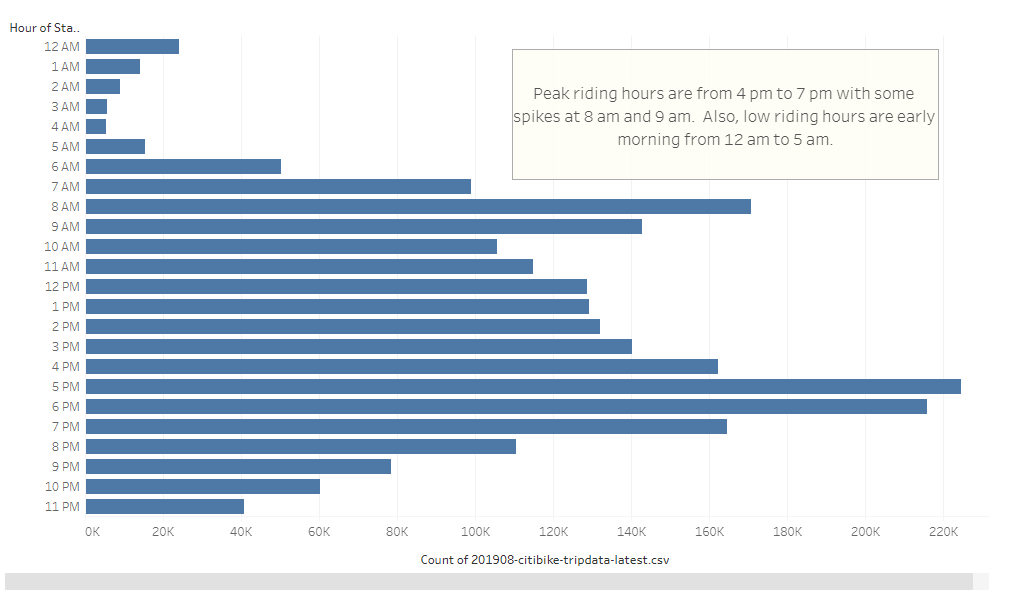 Hour of Sta..
12 AM
1 AM
2 AM
3 AM
4 AM
5 AM
6 AM
7 AM
8 AM
9 AM
10 AM
11 AM
12 PM
1 PM
2 PM
3 PM
4 PM
5 PM
6 PM
7 PM
8 PM
9 PM
10 PM
11 PM
Peak riding hours are from 4 pm to 7 pm with some
spikes at 8 am and 9 am.  Also, low riding hours are early
morning from 12 am to 5 am.
0K 20K 40K 60K 80K 100K 120K 140K 160K 180K 200K 220K
Count of 201908-citibike-tripdata-latest.csv